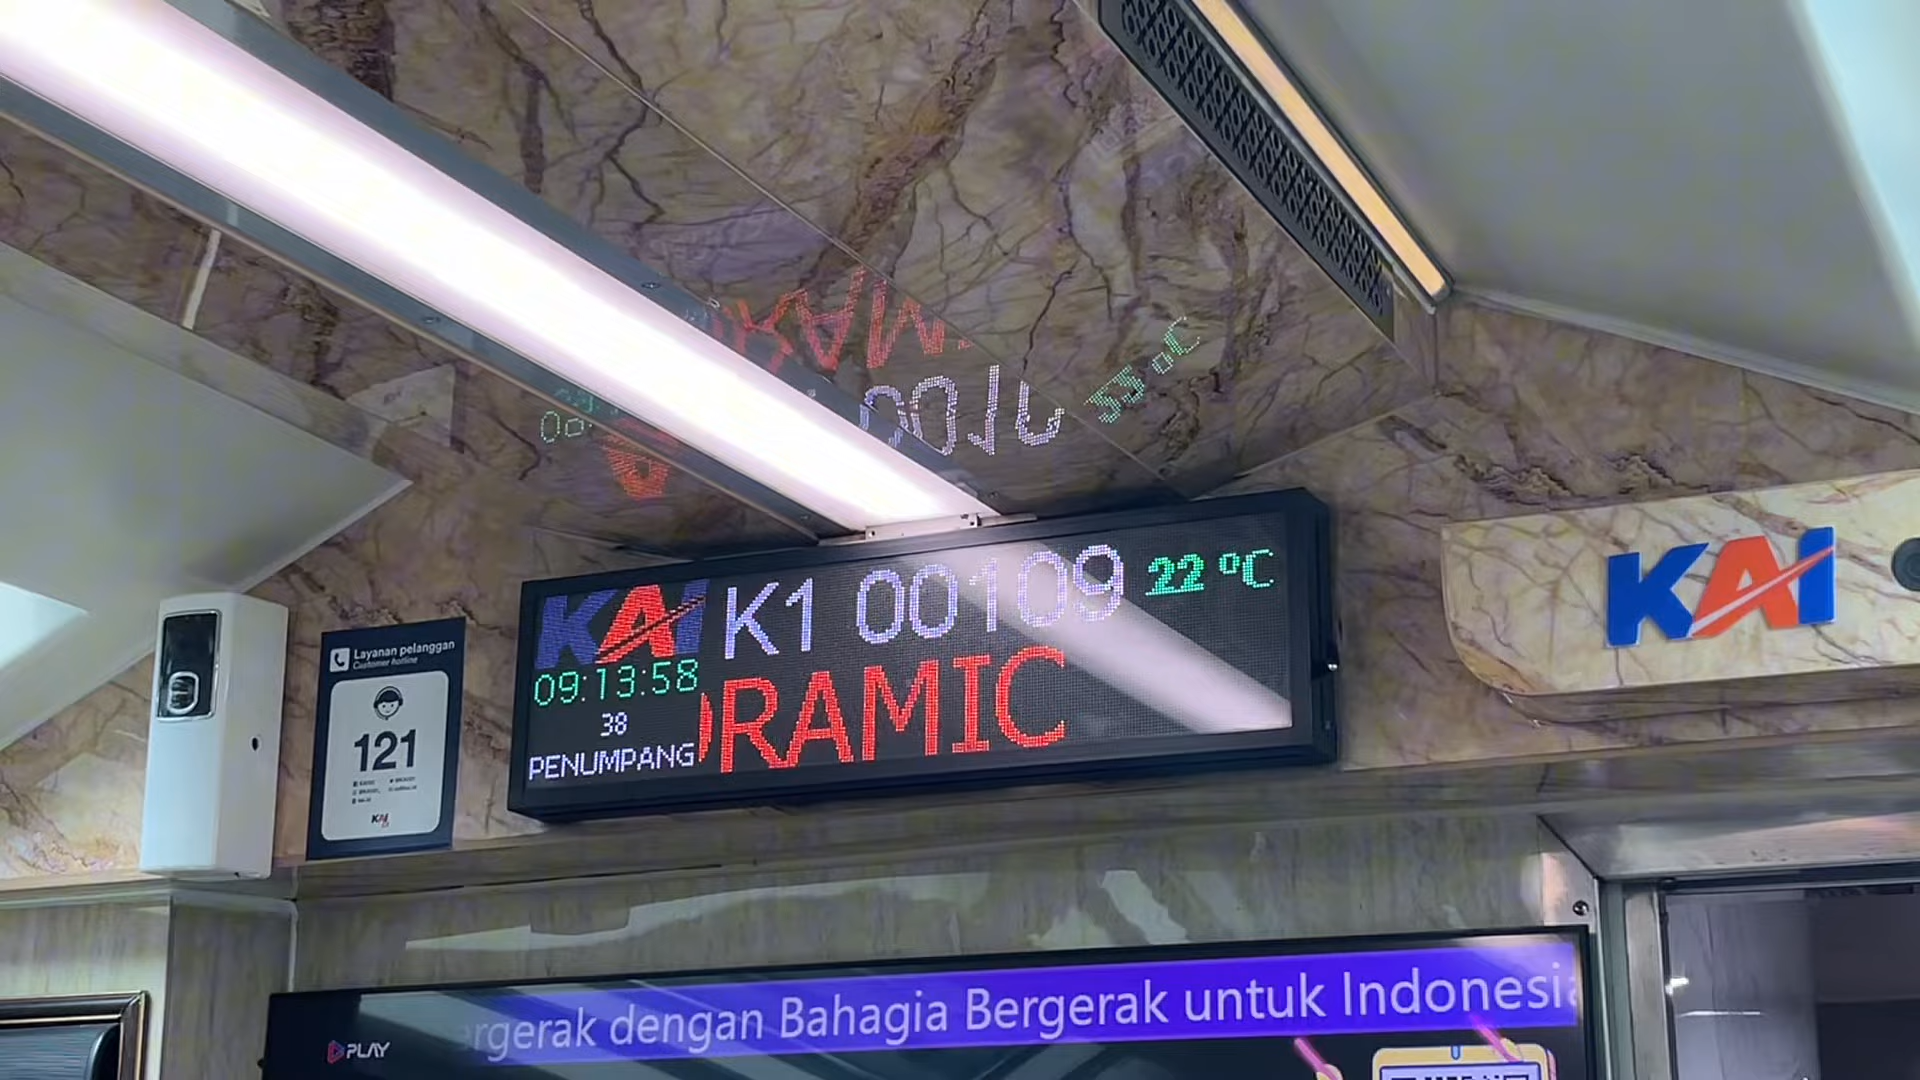 KAI K1 00109 22 °C
09:13:58
RAMIC
38
PENUMPANG
Layanan pelanggan
Customer hotline
121
KAI
KAI
dengan Bahagia Bergerak untuk Indonesia
PLAY